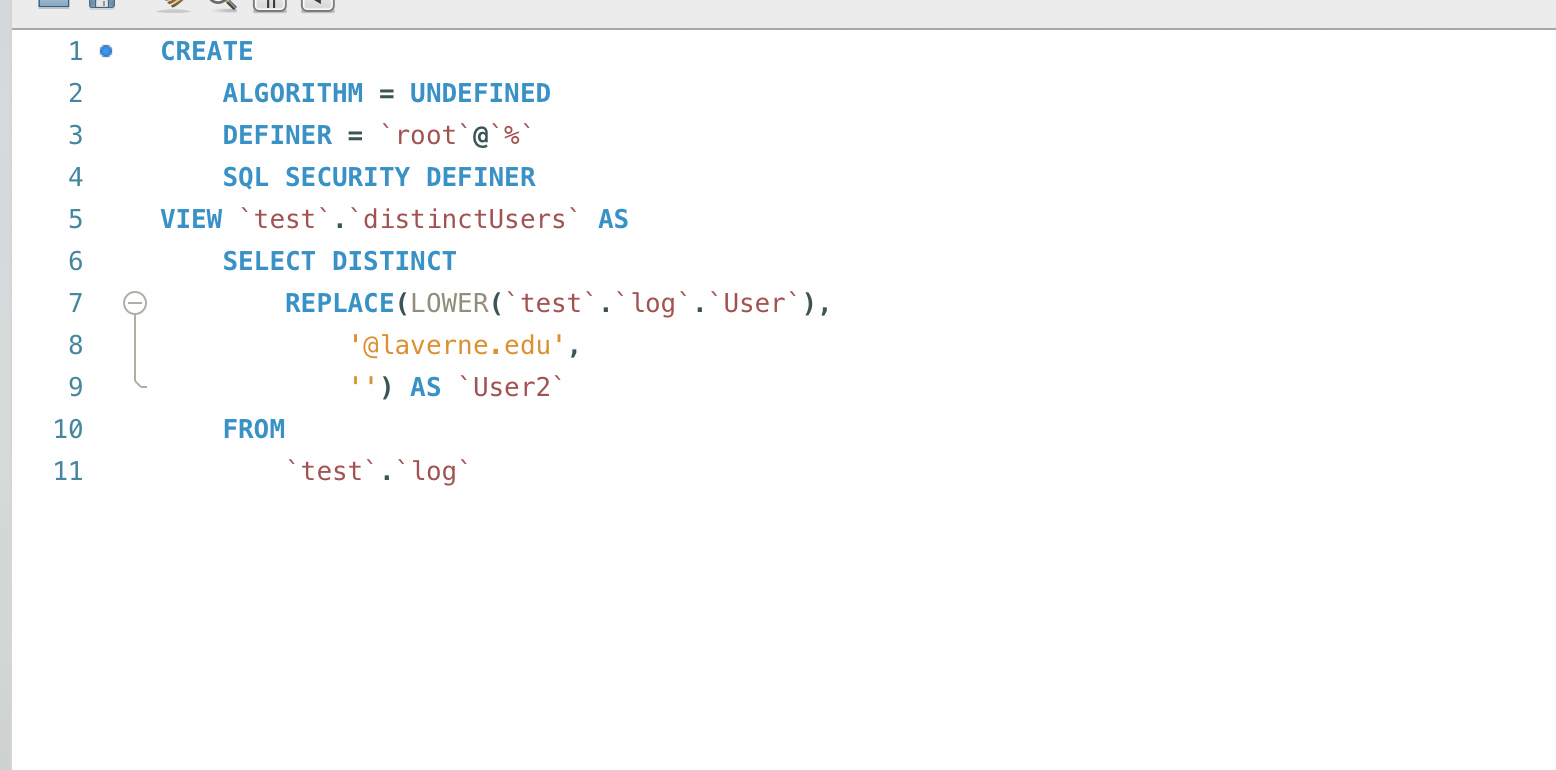 1 CREATE
2 ALGORITHM = UNDEFINED
3 DEFINER = `root`@`%`
4 SQL SECURITY DEFINER
5 VIEW `test`.`distinctUsers` AS
6 SELECT DISTINCT
7 REPLACE(LOWER(`test`.`log`.`User`),
8 '@laverne.edu',
9 '') AS `User2`
10 FROM
11 `test`.`log`